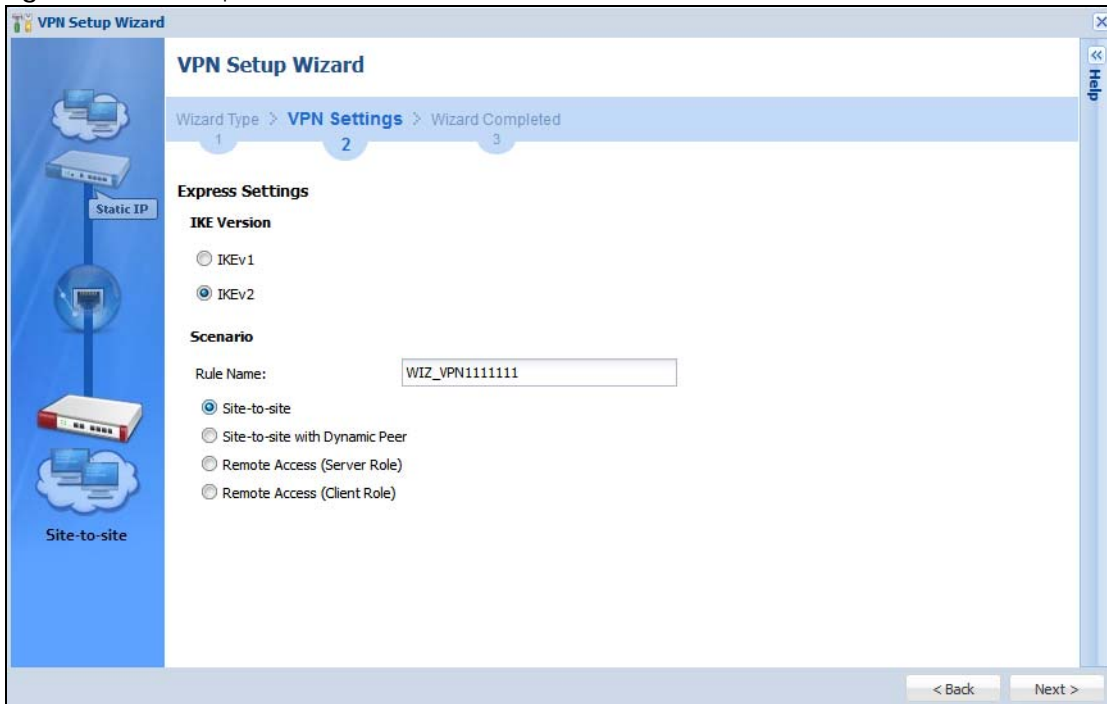 VPN Setup Wizard
VPN Setup Wizard
Help
Wizard Type > VPN Settings > Wizard Completed
1 2 3
Static IP
Express Settings
IKE Version
IKEv1
IKEv2
Scenario
Rule Name: WIZ_VPN1111111
Site-to-site
Site-to-site with Dynamic Peer
Remote Access (Server Role)
Remote Access (Client Role)
Site-to-site
< Back Next >